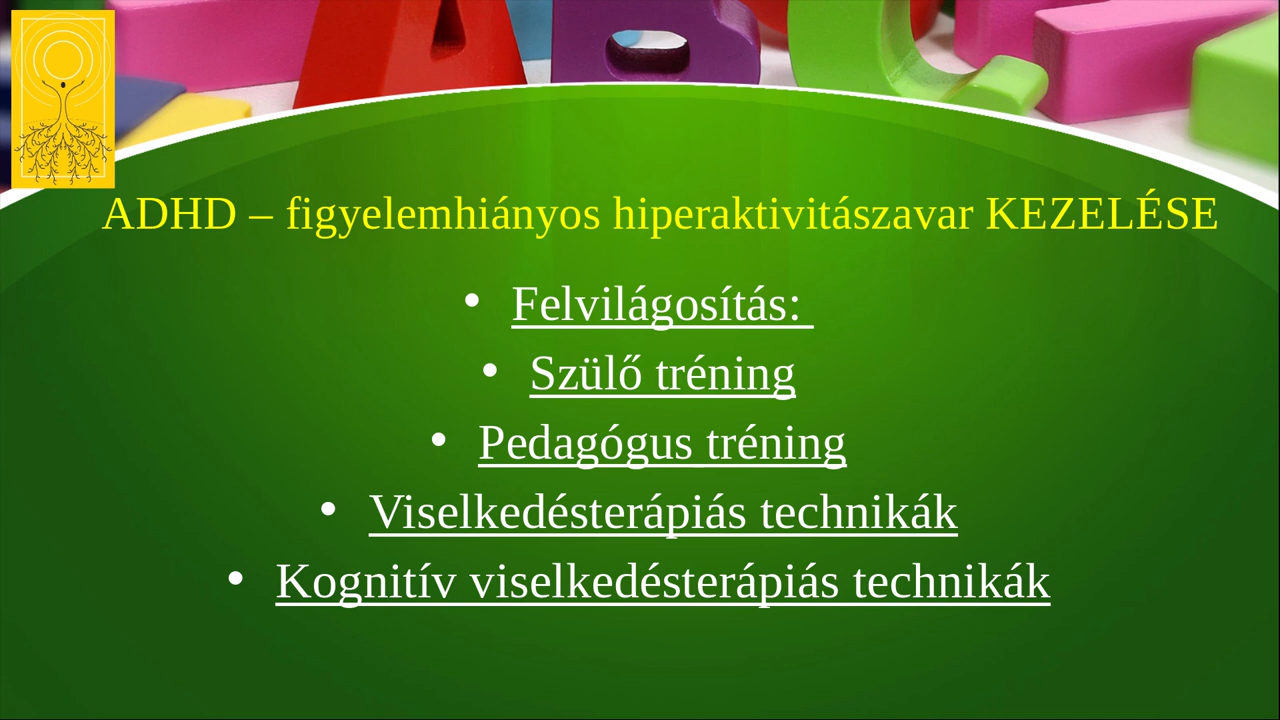 ADHD – figyelemhiányos hiperaktivitászavar KEZELÉSE
• Felvilágosítás:
• Szülő tréning
• Pedagógus tréning
• Viselkedésterápiás technikák
• Kognitív viselkedésterápiás technikák